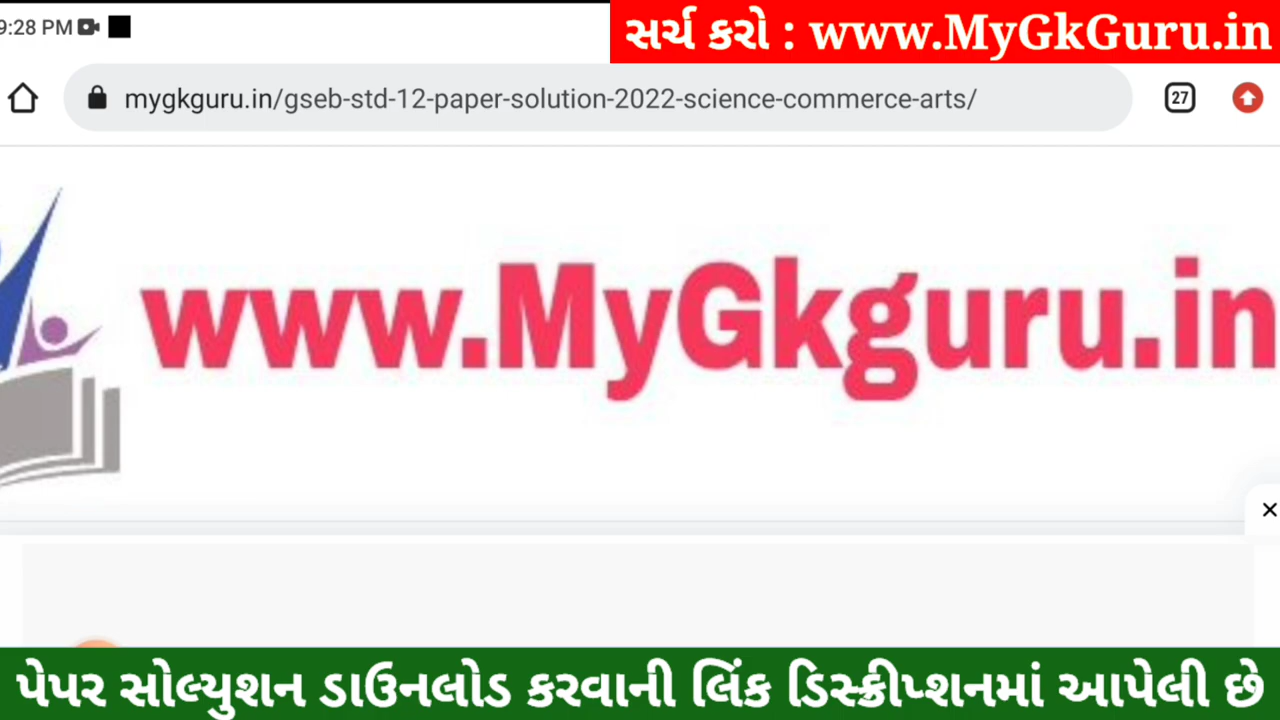 9:28 PM
સર્ચ કરો : www.MyGkGuru.in
mygkguru.in/gseb-std-12-paper-solution-2022-science-commerce-arts/
27
www.MyGkguru.in
પેપર સોલ્યુશન ડાઉનલોડ કરવાની લિંક ડિસ્ક્રીપ્શનમાં આપેલી છે